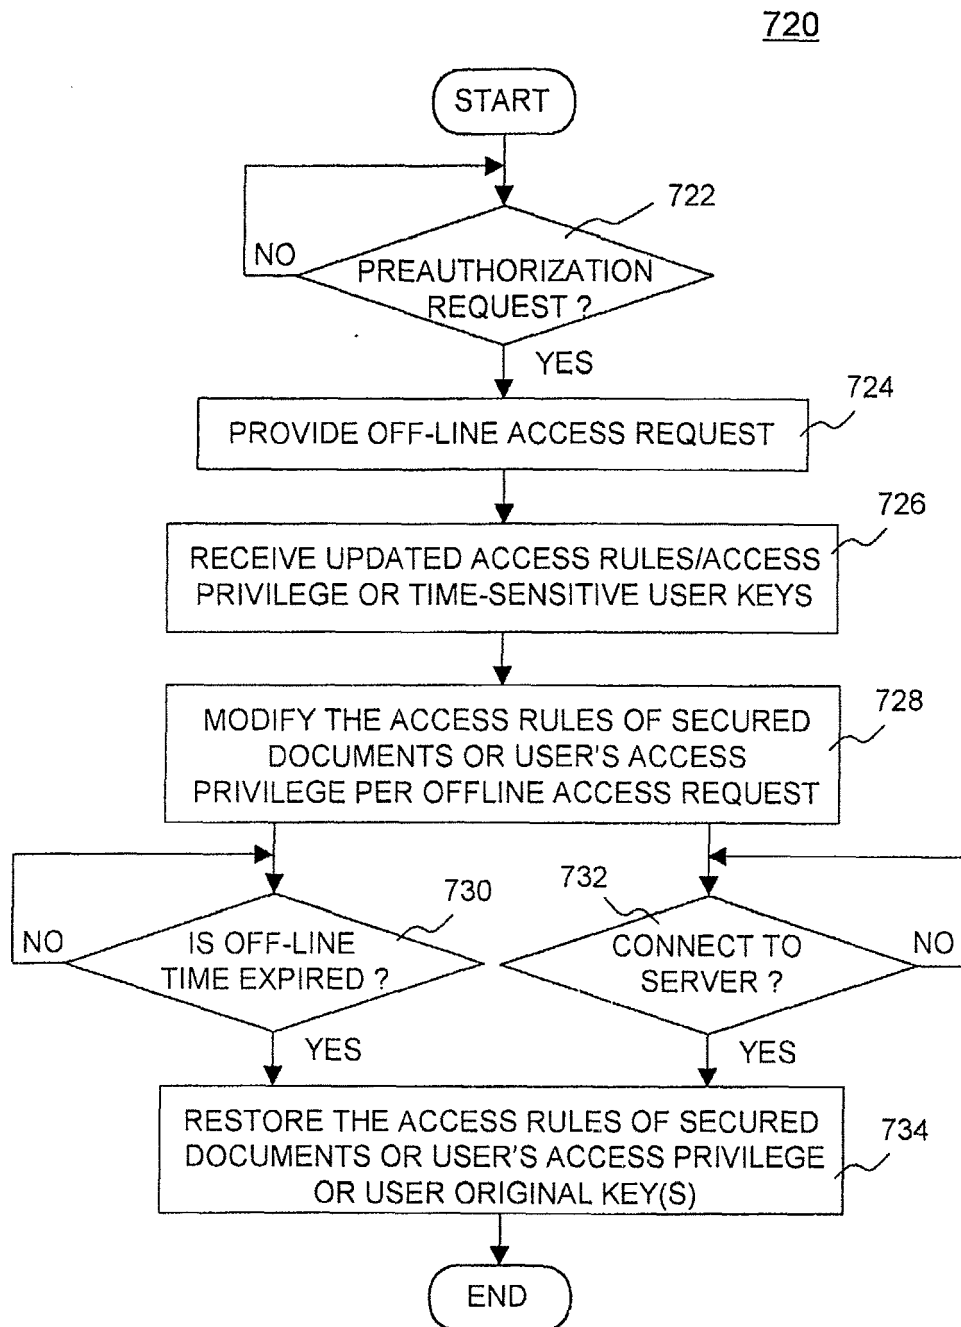 720
START
722
NO
PREAUTHORIZATION
REQUEST ?
YES
724
PROVIDE OFF-LINE ACCESS REQUEST
726
RECEIVE UPDATED ACCESS RULES/ACCESS
PRIVILEGE OR TIME-SENSITIVE USER KEYS
728
MODIFY THE ACCESS RULES OF SECURED
DOCUMENTS OR USER'S ACCESS
PRIVILEGE PER OFFLINE ACCESS REQUEST
730
NO
IS OFF-LINE
TIME EXPIRED ?
YES
732
CONNECT TO
SERVER ?
NO
YES
734
RESTORE THE ACCESS RULES OF SECURED
DOCUMENTS OR USER'S ACCESS PRIVILEGE
OR USER ORIGINAL KEY(S)
END